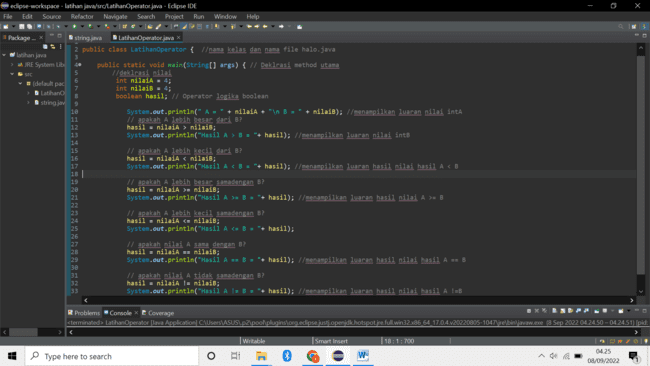 eclipse-workspace - latihan java/src/LatihanOperator.java - Eclipse IDE
File Edit Source Refactor Navigate Search Project Run Window Help
Package ...
string.java
LatihanOperator.java
latihan java
JRE System Lib
src
(default pac
LatihanO
string.jav
2 public class LatihanOperator { //nama kelas dan nama file halo.java
4 public static void main(String[] args) { // Deklrasi method utama
5 //deklrasi nilai
6 int nilaiA = 4;
7 int nilaiB = 4;
8 boolean hasil; // Operator logika boolean
10 System.out.println(" A = " + nilaiA + "\n B = " + nilaiB); //menampilkan luaran nilai intA
11 // apakah A lebih besar dari B?
12 hasil = nilaiA > nilaiB;
13 System.out.println("Hasil A > B = "+ hasil); //menampilkan luaran nilai intB
14
15 // apakah A lebih kecil dari B?
16 hasil = nilaiA < nilaiB;
17 System.out.println("Hasil A < B = "+ hasil); //menampilkan luaran hasil nilai hasil A < B
18
19 // apakah A lebih besar samadengan B?
20 hasil = nilaiA >= nilaiB;
21 System.out.println("Hasil A >= B = "+ hasil); //menampilkan luaran hasil nilai A >= B
22
23 // apakah A lebih kecil samadengan B?
24 hasil = nilaiA <= nilaiB;
25 System.out.println("Hasil A <= B = "+ hasil);
26
27 // apakah nilai A sama dengan B?
28 hasil = nilaiA == nilaiB;
29 System.out.println("Hasil A == B = "+ hasil); //menampilkan luaran hasil nilai hasil A == B
30
31 // apakah nilai A tidak samadengan B?
32 hasil = nilaiA != nilaiB;
33 System.out.println("Hasil A != B = "+ hasil); //menampilkan luaran hasil nilai hasil A !=B
Problems Console Debug Shell
<terminated> LatihanOperator [Java Application] C:\Users\ASUS\.p2\pool\plugins\org.eclipse.justj.openjdk.hotspot.jre.full.win32.x86_64_17.0.4.v20220805-1047\jre\bin\javaw.exe (8 Sep 2022 04.24.50 – 04.24.51) [pid:
Writable Smart Insert 18 : 1 : 700
Type here to search
04.25
08/09/2022